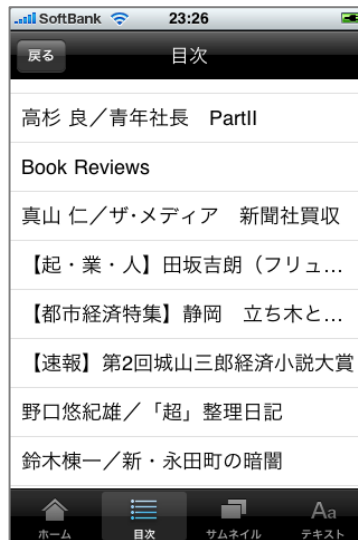 SoftBank 23:26
戻る 目次
高杉 良／青年社長　PartII
Book Reviews
真山 仁／ザ・メディア　新聞社買収
【起・業・人】田坂吉朗（フリュ…
【都市経済特集】静岡　立ち木と…
【速報】第2回城山三郎経済小説大賞
野口悠紀雄／「超」整理日記
鈴木棟一／新・永田町の暗闇
Aa
ホーム 目次 サムネイル テキスト